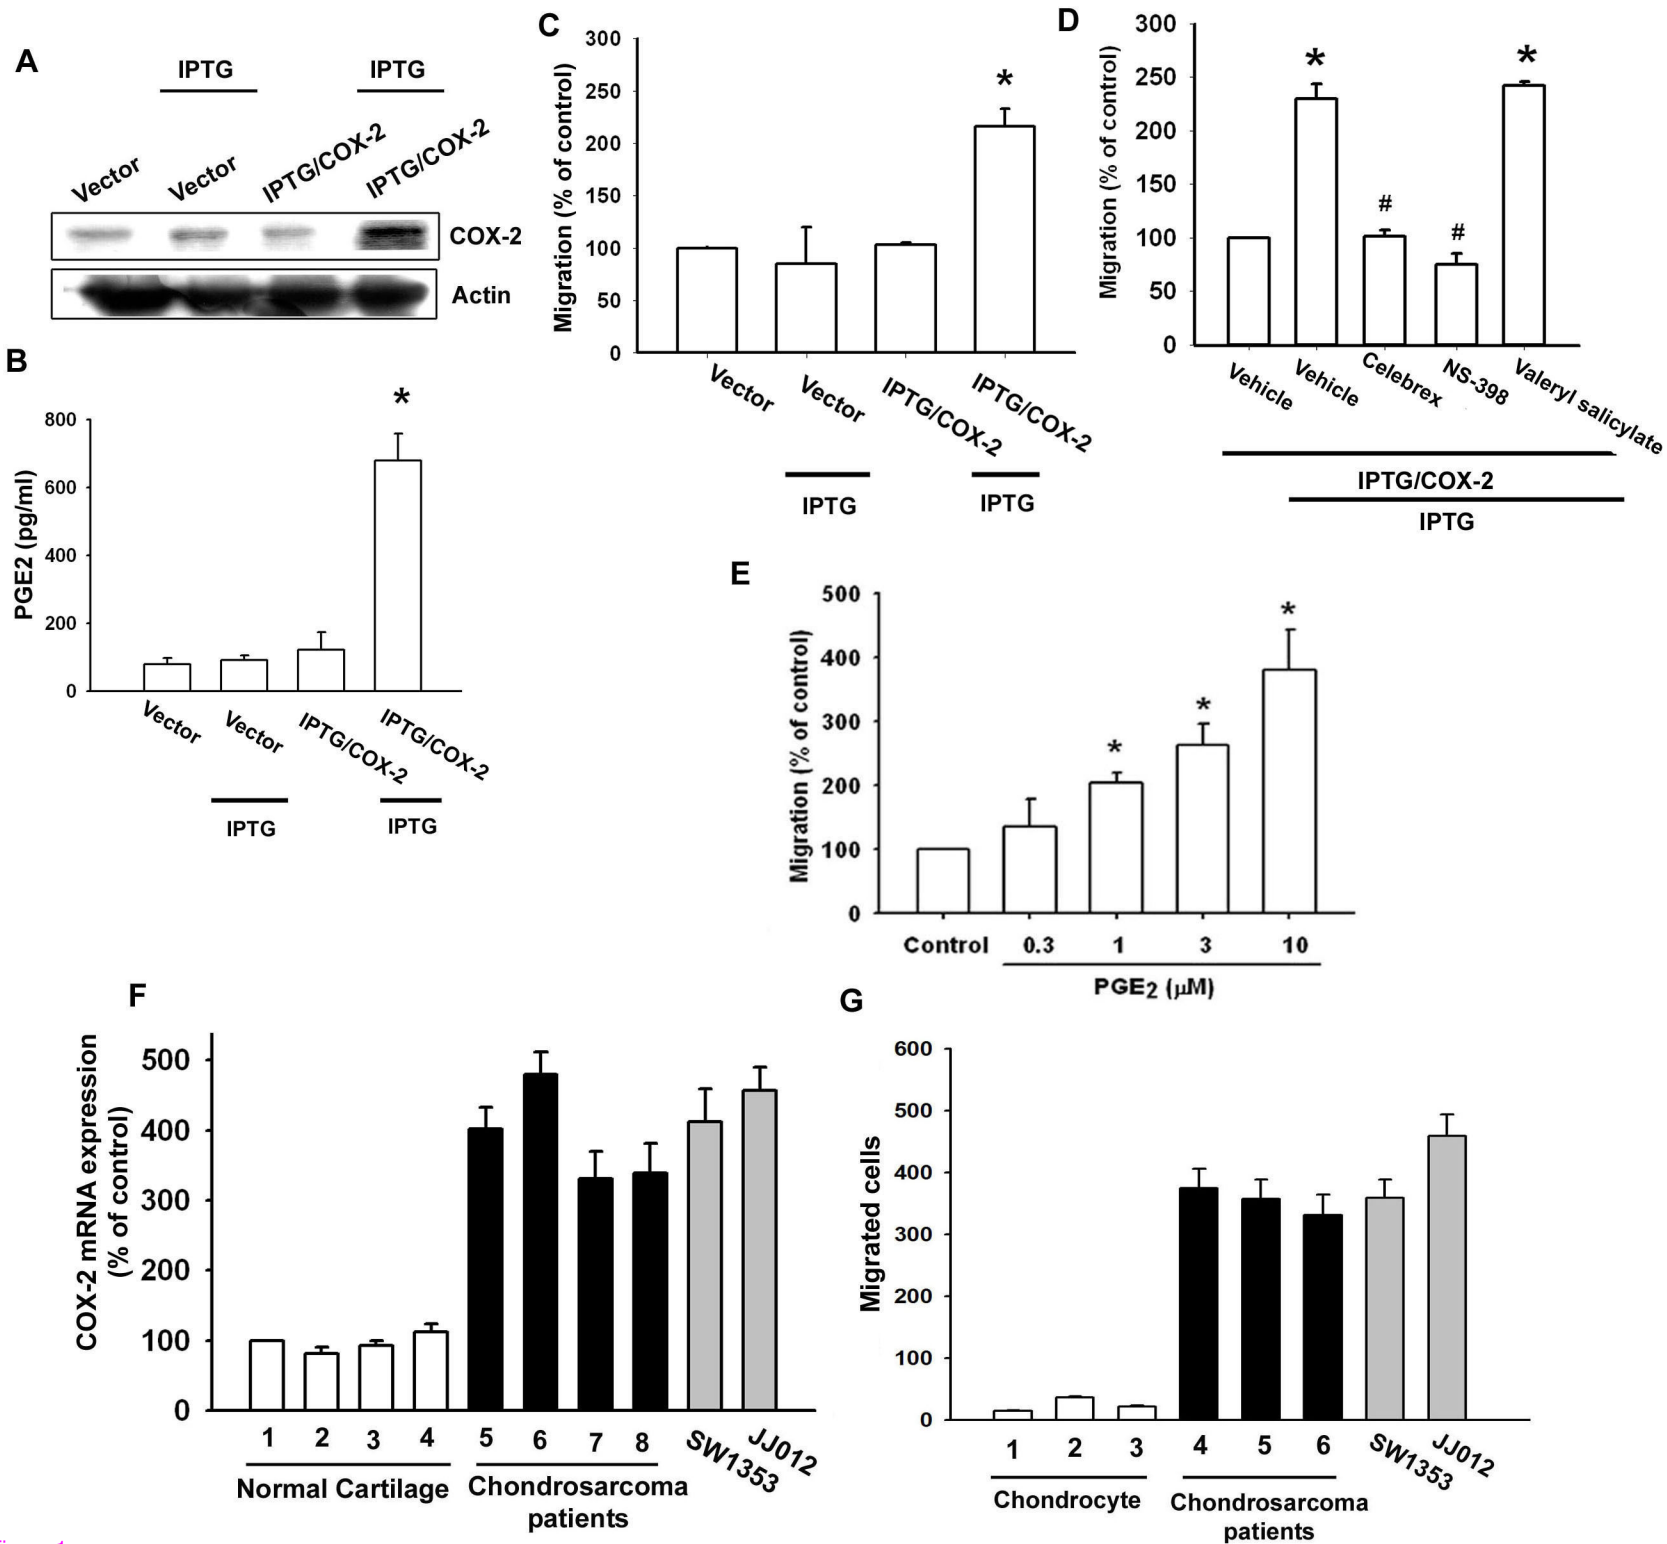 A
IPTG
IPTG
Vector
Vector
IPTG/COX-2
IPTG/COX-2
COX-2
Actin
B
PGE2 (pg/ml)
800
600
400
200
0
*
Vector
Vector
IPTG/COX-2
IPTG/COX-2
IPTG
IPTG
C
Migration (% of control)
300
250
200
150
100
50
0
*
Vector
Vector
IPTG/COX-2
IPTG/COX-2
IPTG
IPTG
D
Migration (% of control)
300
250
200
150
100
50
0
*
#
#
*
Vehicle
Vehicle
Celebrex
NS-398
Valeryl salicylate
IPTG/COX-2
IPTG
E
Migration (% of control)
500
400
300
200
100
0
*
*
*
Control 0.3 1 3 10
PGE2 (μM)
F
COX-2 mRNA expression
(% of control)
500
400
300
200
100
0
1 2 3 4 5 6 7 8 SW1353 JJ012
Normal Cartilage
Chondrosarcoma
patients
G
Migrated cells
600
500
400
300
200
100
0
1 2 3 4 5 6 SW1353 JJ012
Chondrocyte
Chondrosarcoma
patients